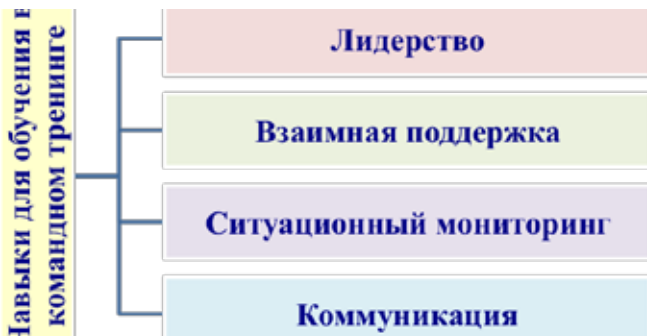 Навыки для обучения в
командном тренинге
Лидерство
Взаимная поддержка
Ситуационный мониторинг
Коммуникация